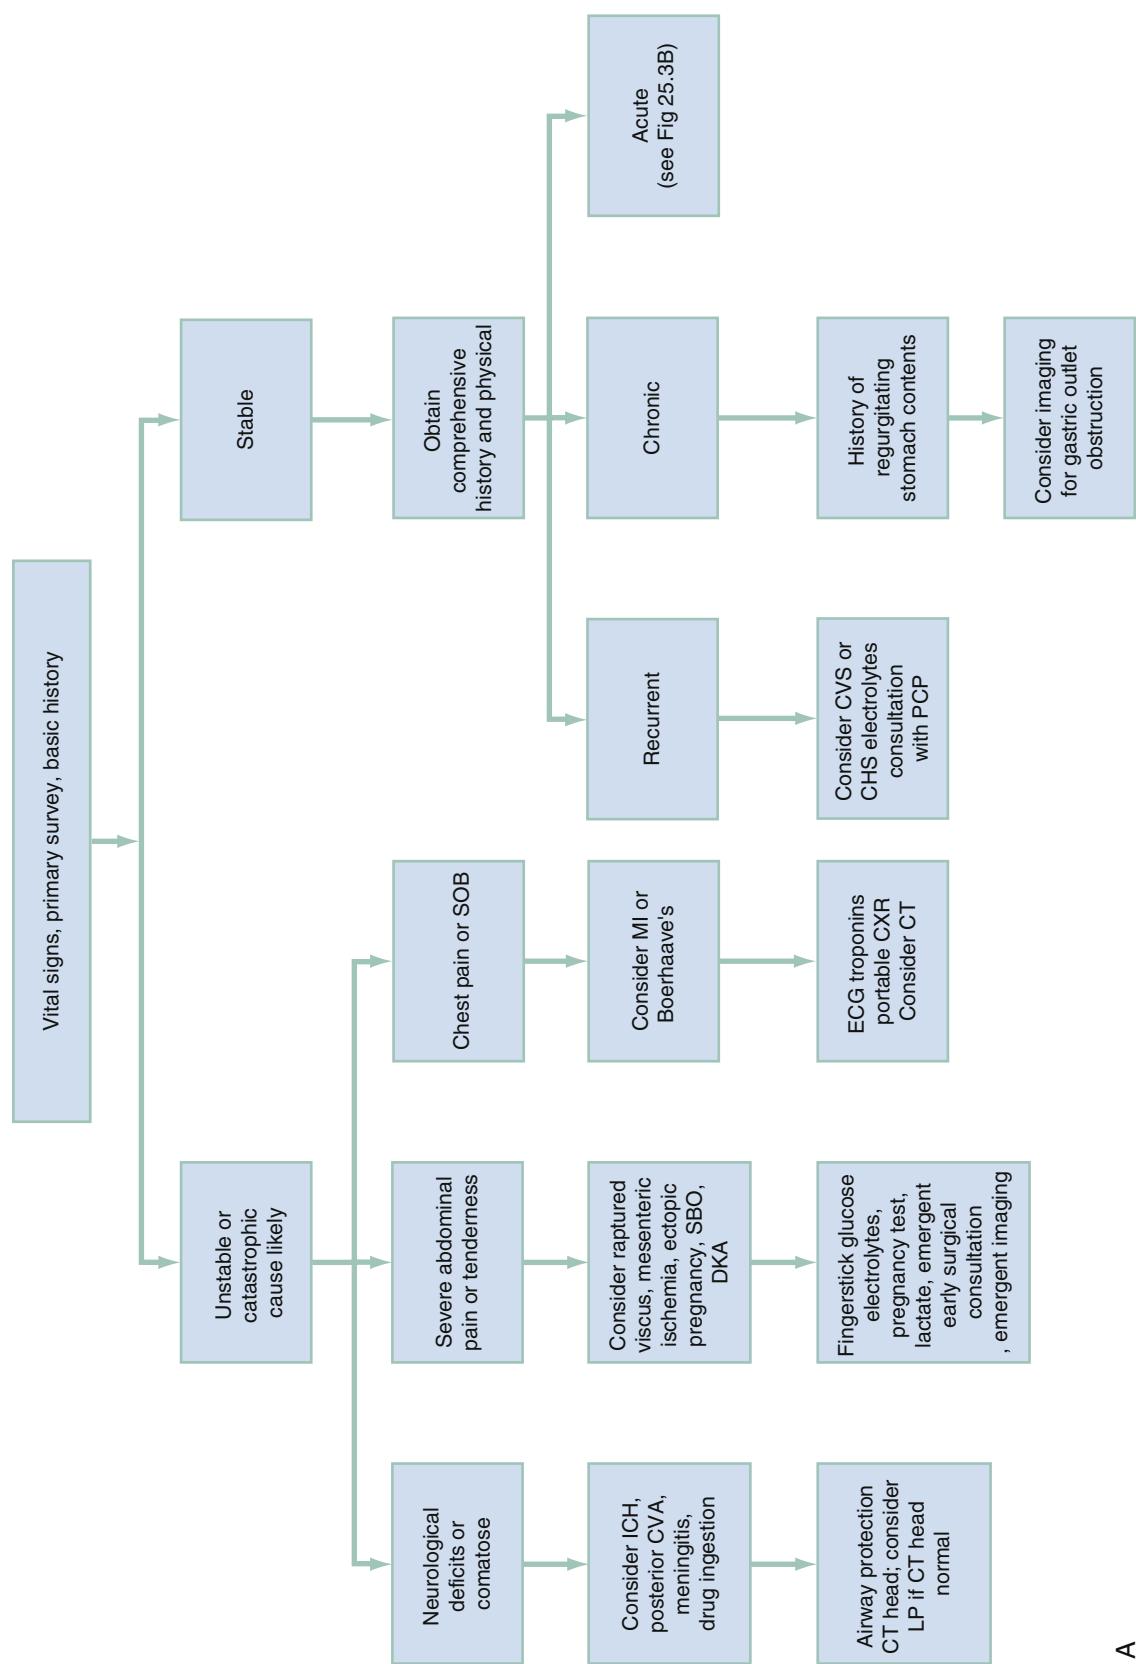 Vital signs, primary survey, basic history
Unstable or
catastrophic
cause likely
Stable
Neurological
deficits or
comatose
Severe abdominal
pain or tenderness
Chest pain or SOB
Obtain
comprehensive
history and physical
Consider ICH,
posterior CVA,
meningitis,
drug ingestion
Consider raptured
viscus, mesenteric
ischemia, ectopic
pregnancy, SBO,
DKA
Consider MI or
Boerhaave's
Recurrent
Chronic
Acute
(see Fig 25.3B)
Airway protection
CT head; consider
LP if CT head
normal
Fingerstick glucose
electrolytes,
pregnancy test,
lactate, emergent
early surgical
consultation
, emergent imaging
ECG troponins
portable CXR
Consider CT
Consider CVS or
CHS electrolytes
consultation
with PCP
History of
regurgitating
stomach contents
Consider imaging
for gastric outlet
obstruction
A